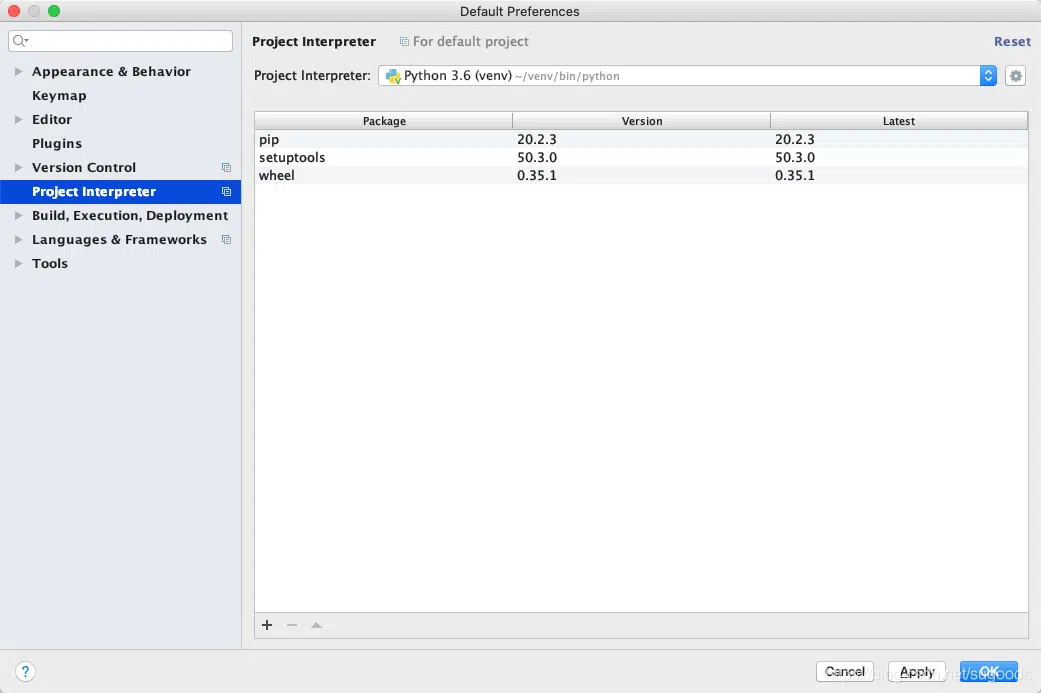 Default Preferences
Appearance & Behavior
Keymap
Editor
Plugins
Version Control
Project Interpreter
Build, Execution, Deployment
Languages & Frameworks
Tools
Project Interpreter For default project Reset
Project Interpreter: Python 3.6 (venv) ~/venv/bin/python
Package Version Latest
pip 20.2.3 20.2.3
setuptools 50.3.0 50.3.0
wheel 0.35.1 0.35.1
? Cancel Apply OK